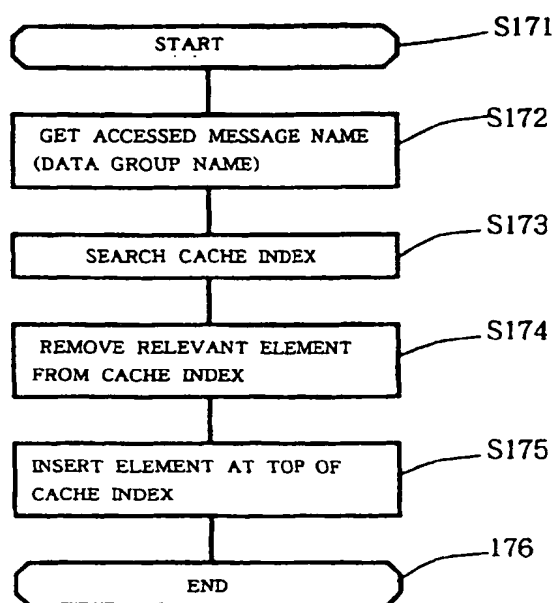 START
S171
GET ACCESSED MESSAGE NAME
(DATA GROUP NAME)
S172
SEARCH CACHE INDEX
S173
REMOVE RELEVANT ELEMENT
FROM CACHE INDEX
S174
INSERT ELEMENT AT TOP OF
CACHE INDEX
S175
END
176